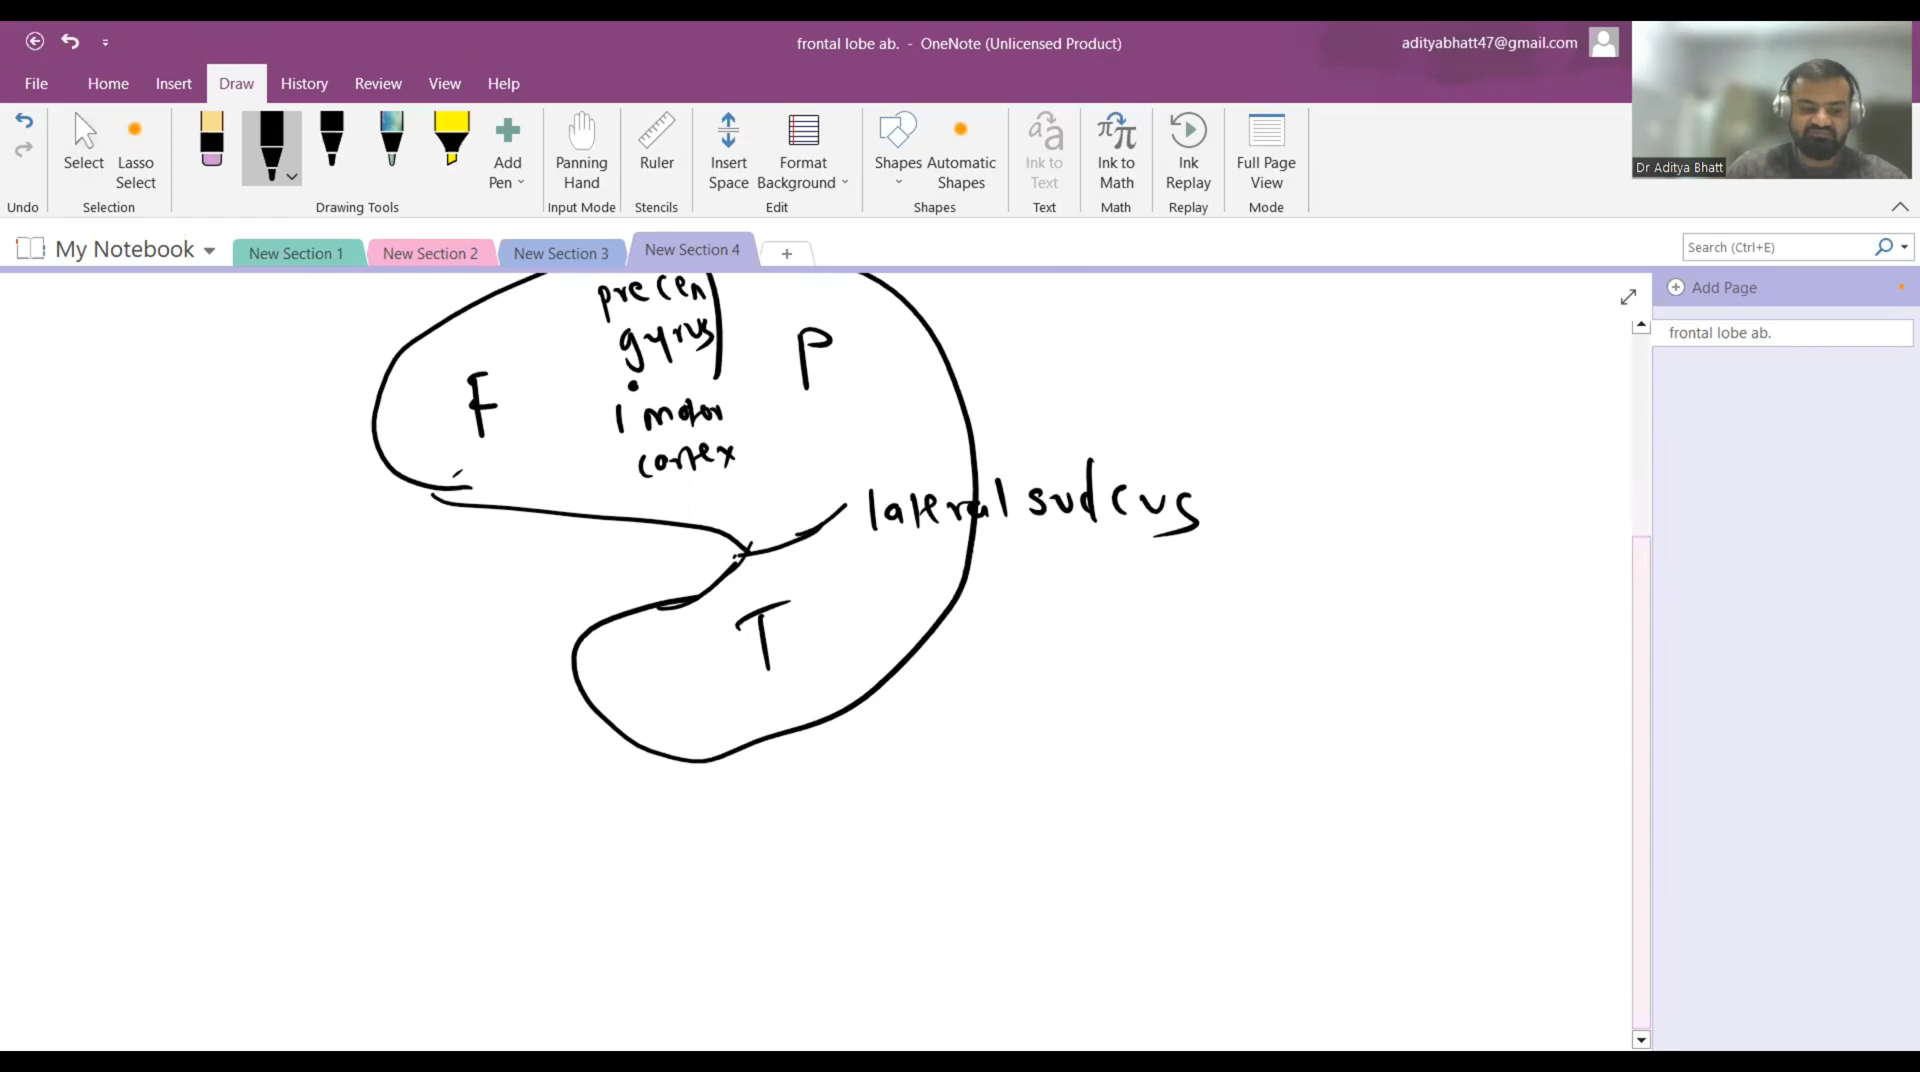 frontal lobe ab. - OneNote (Unlicensed Product)
adityabhatt47@gmail.com
File Home Insert Draw History Review View Help
Select
Lasso Select
Add Pen
Panning Hand
Ruler
Insert Space
Format Background
Shapes
Automatic Shapes
Ink to Text
Ink to Math
Ink Replay
Full Page View
Undo Selection Drawing Tools Input Mode Stencils Edit Shapes Text Math Replay Mode
Dr Aditya Bhatt
My Notebook New Section 1 New Section 2 New Section 3 New Section 4
Search (Ctrl+E)
Add Page
frontal lobe ab.
precen
gyrus
P
F
1 motor
cortex
lateral sulcus
T